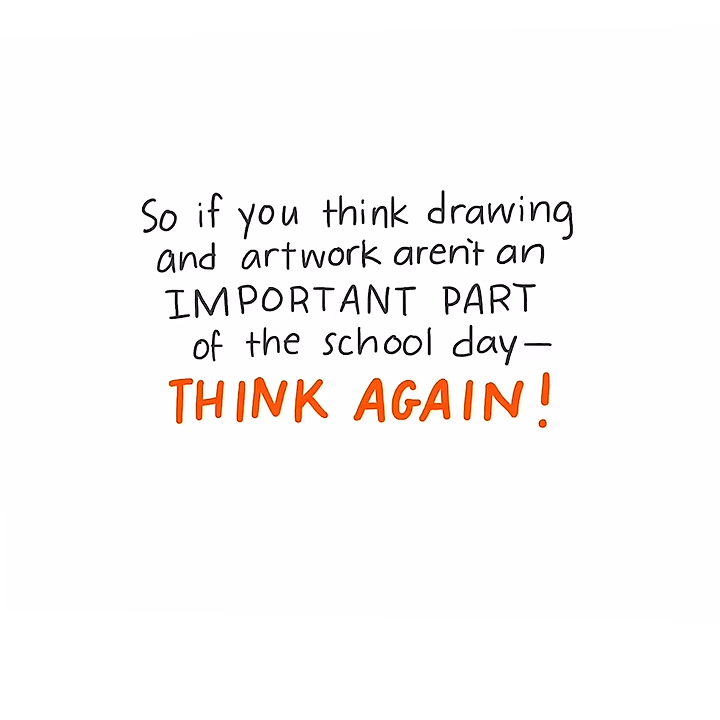 So if you think drawing
and artwork aren't an
IMPORTANT PART
of the school day—
THINK AGAIN!